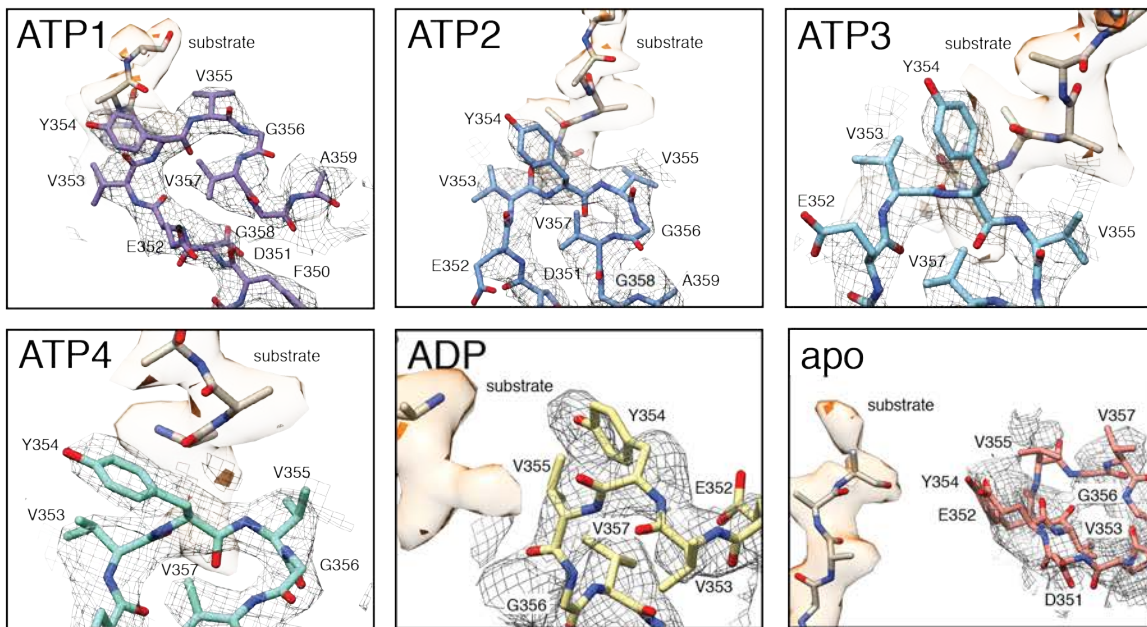 ATP1
substrate
V355
Y354
G356
A359
V353
V357
G358
E352
D351
F350
ATP2
substrate
Y354
V355
V353
V357
G356
E352
D351
G358
A359
ATP3
substrate
Y354
V353
E352
V355
V357
ATP4
substrate
Y354
V355
V353
V357
G356
ADP
substrate
Y354
V355
E352
V357
V353
G356
apo
substrate
V357
V355
Y354
G356
E352
V353
D351